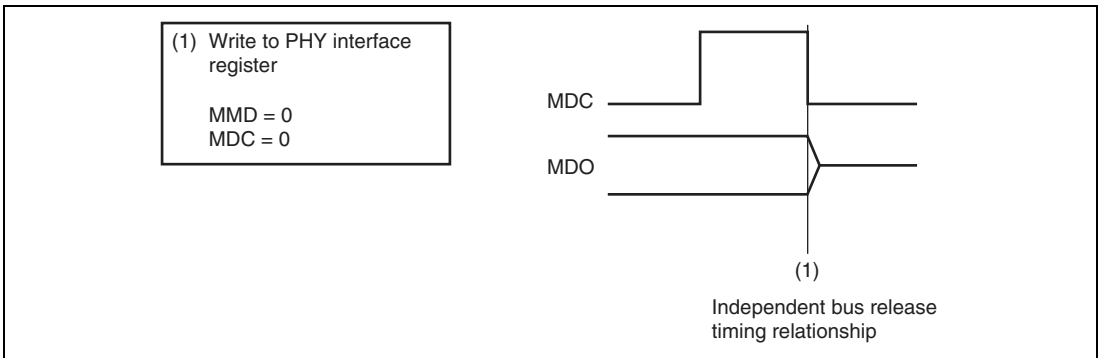 (1) Write to PHY interface
register
MMD = 0
MDC = 0
MDC
MDO
(1)
Independent bus release
timing relationship